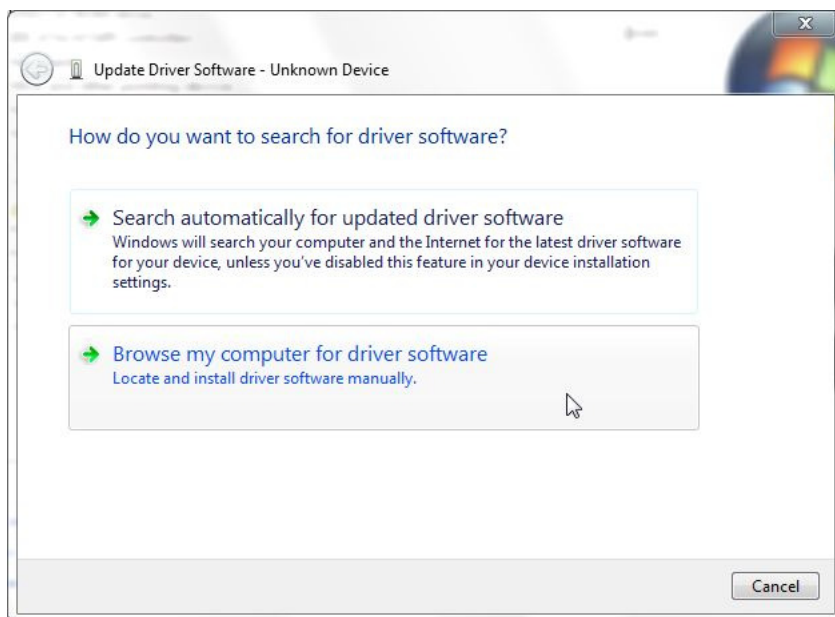 Update Driver Software - Unknown Device
How do you want to search for driver software?
Search automatically for updated driver software
Windows will search your computer and the Internet for the latest driver software
for your device, unless you've disabled this feature in your device installation
settings.
Browse my computer for driver software
Locate and install driver software manually.
Cancel